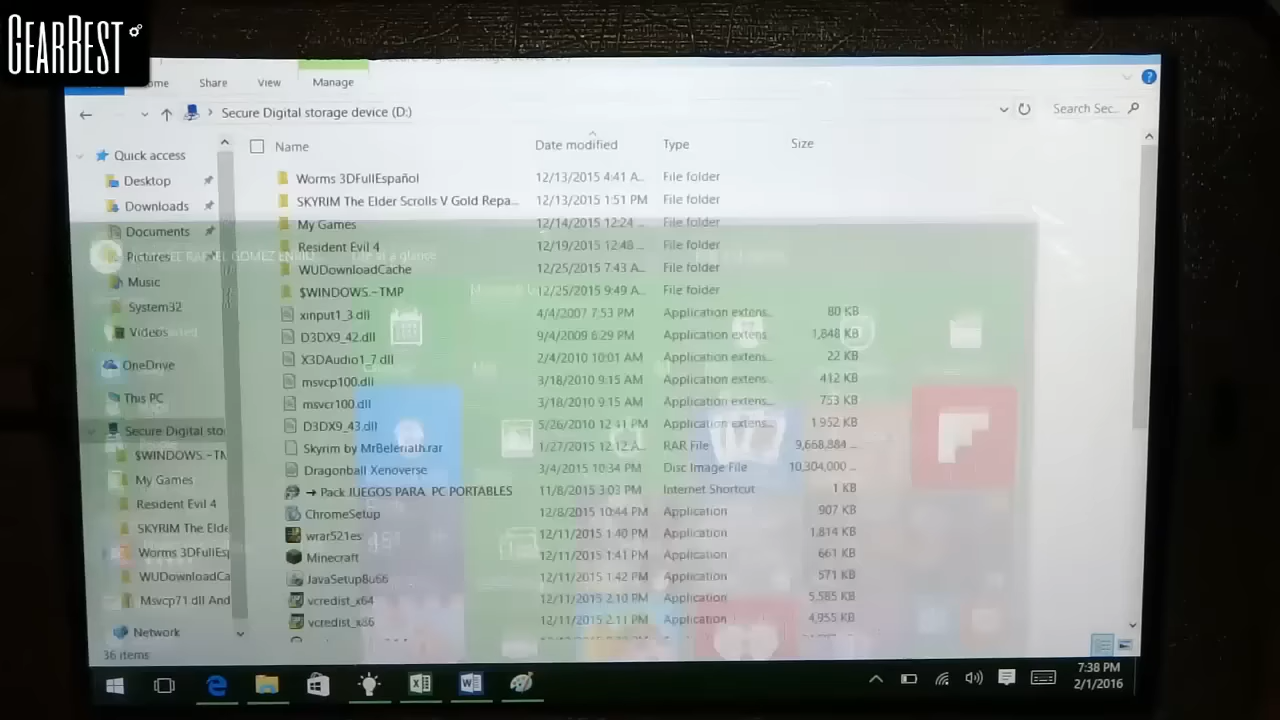 GEARBEST
Share View Manage
Secure Digital storage device (D:)
Search Sec...
Name Date modified Type Size
Quick access
Desktop
Downloads
Documents
Pictures
Music
System32
Videos
OneDrive
This PC
Secure Digital sto
$WINDOWS.~TM
My Games
Resident Evil 4
SKYRIM The Elde
Worms 3DFullEsp
WUDownloadCa
Msvcp71 dll And
Network
Worms 3DFullEspañol 12/13/2015 4:41 A... File folder
SKYRIM The Elder Scrolls V Gold Repa... 12/13/2015 1:51 PM File folder
My Games 12/14/2015 12:24 ... File folder
Resident Evil 4 12/19/2015 12:48 ... File folder
WUDownloadCache 12/25/2015 7:43 A... File folder
$WINDOWS.~TMP 12/25/2015 9:49 A... File folder
xinput1_3.dll 4/4/2007 7:53 PM Application extens... 80 KB
D3DX9_42.dll 9/4/2009 6:29 PM Application extens... 1,848 KB
X3DAudio1_7.dll 2/4/2010 10:01 AM Application extens... 22 KB
msvcp100.dll 3/18/2010 9:15 AM Application extens... 412 KB
msvcr100.dll 3/18/2010 9:15 AM Application extens... 753 KB
D3DX9_43.dll 5/26/2010 12:11 PM Application extens... 1,952 KB
Skyrim by MrBeleriath.rar 1/27/2015 12:12 A... RAR File 9,668,884 ...
Dragonball Xenoverse 3/4/2015 10:34 PM Disc Image File 10,304,000 ...
→ Pack JUEGOS PARA PC PORTABLES 11/8/2015 3:03 PM Internet Shortcut 1 KB
ChromeSetup 12/8/2015 10:44 PM Application 907 KB
wrar521es 12/11/2015 1:40 PM Application 1,814 KB
Minecraft 12/11/2015 1:41 PM Application 661 KB
JavaSetup8u66 12/11/2015 1:42 PM Application 571 KB
vcredist_x64 12/11/2015 2:10 PM Application 5,585 KB
vcredist_x86 12/11/2015 2:11 PM Application 4,955 KB
Life at a glance
36 items
7:38 PM
2/1/2016